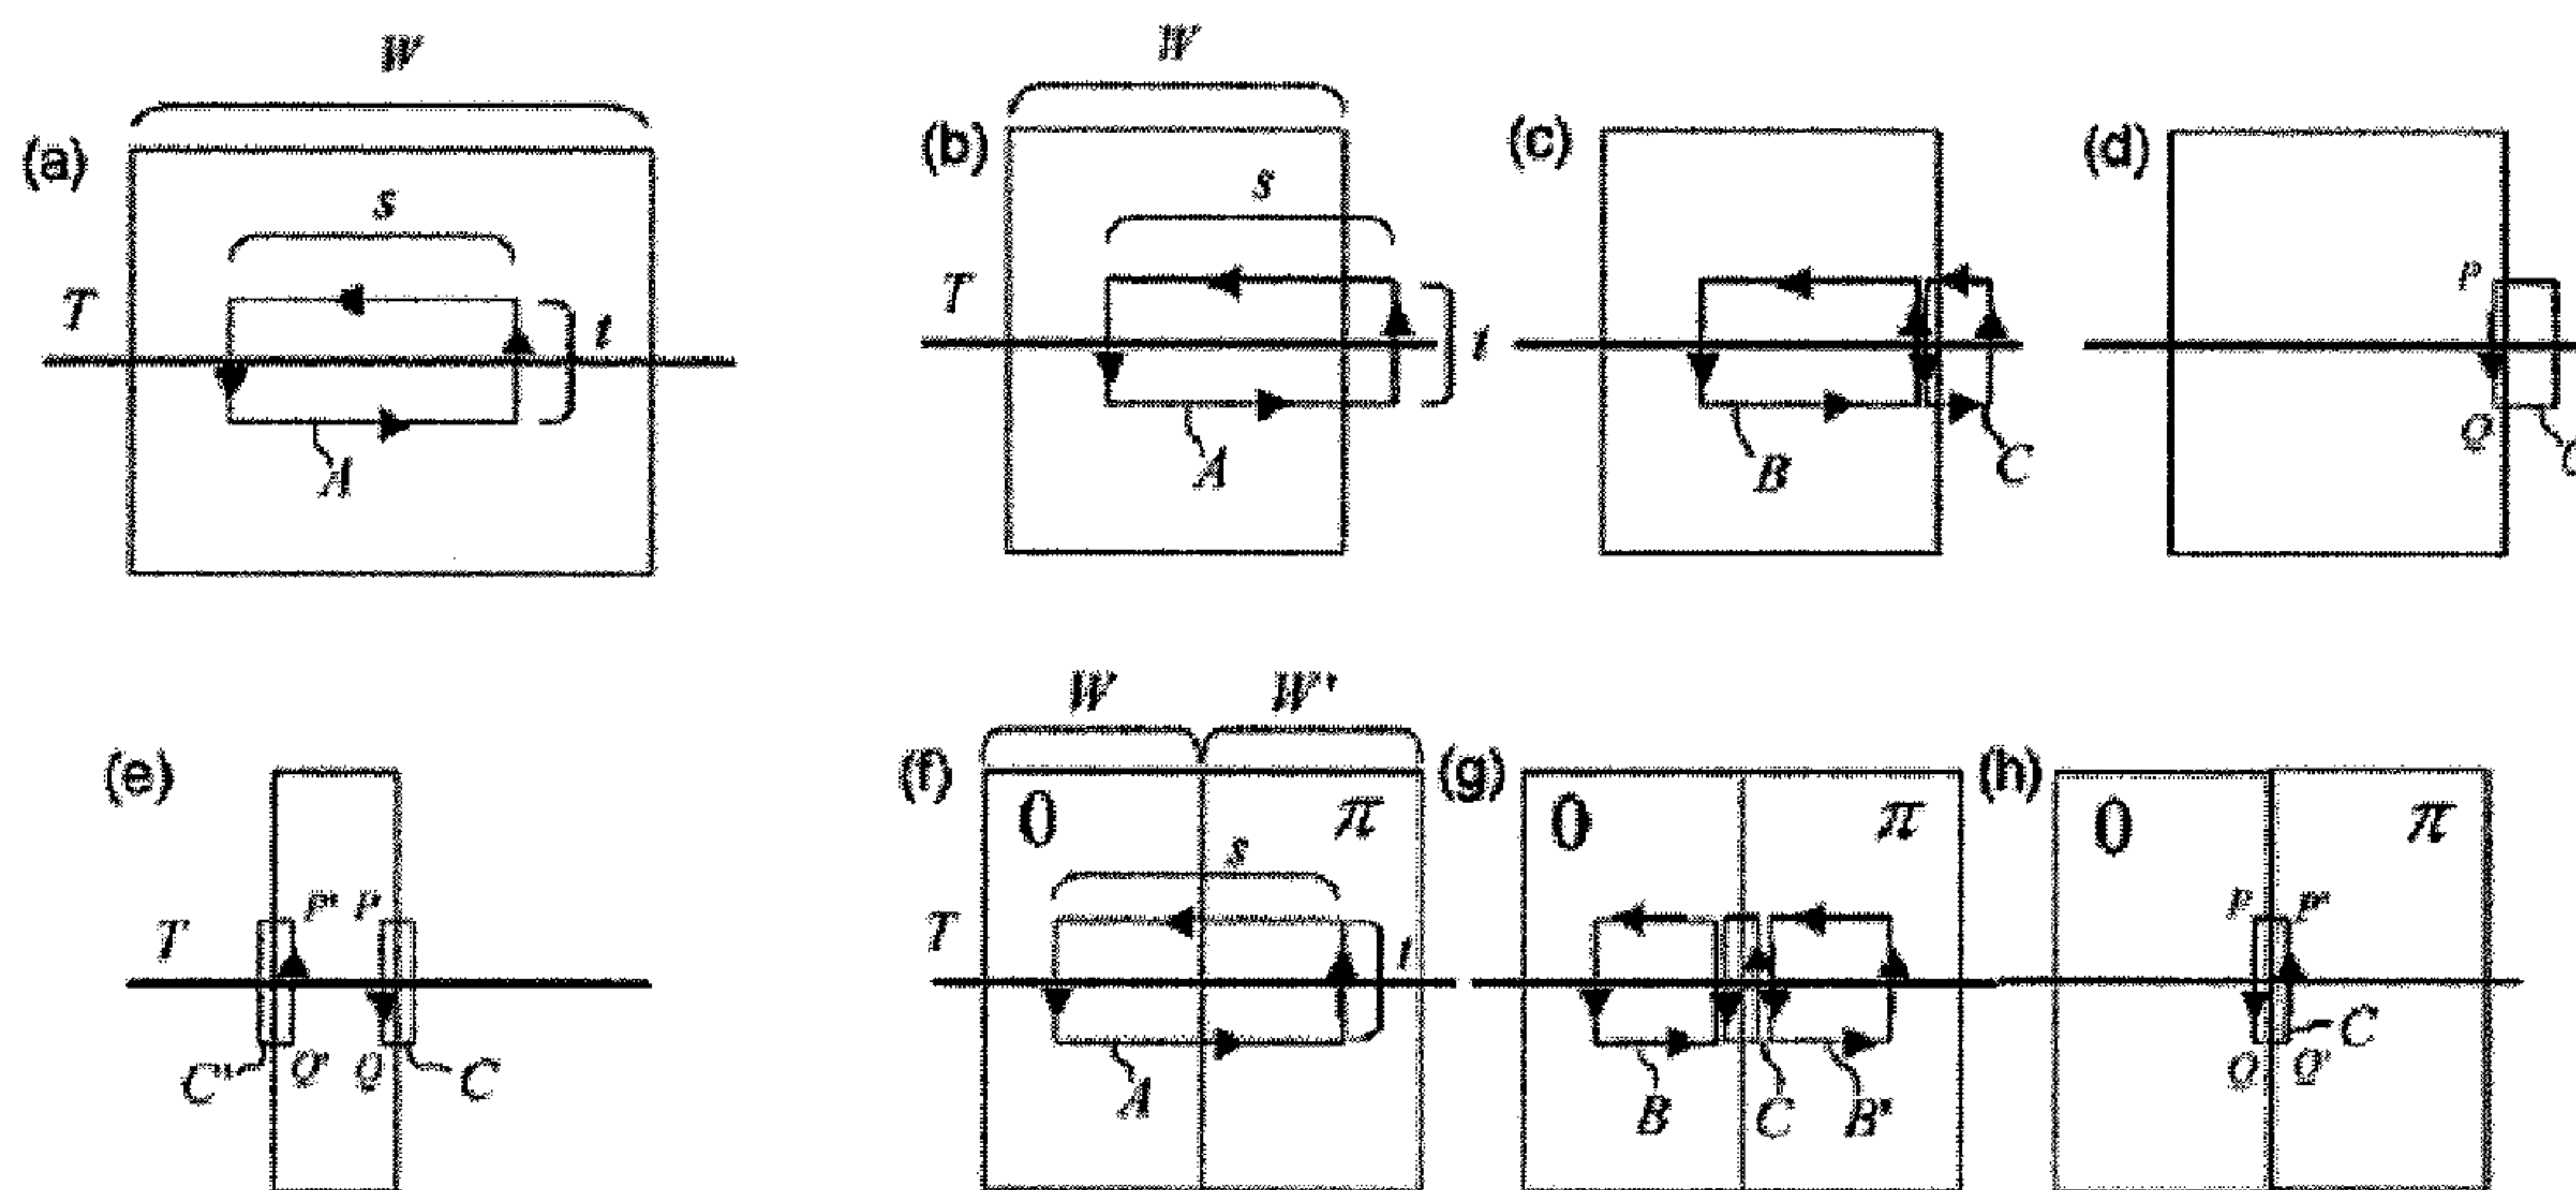 (a) W s T t A
(b) W s T t A
(c) B C
(d) P Q C
(e) T P' P C' Q' Q C
(f) W W' 0 π s T t A
(g) 0 π B C B'
(h) 0 π P P' Q Q' C